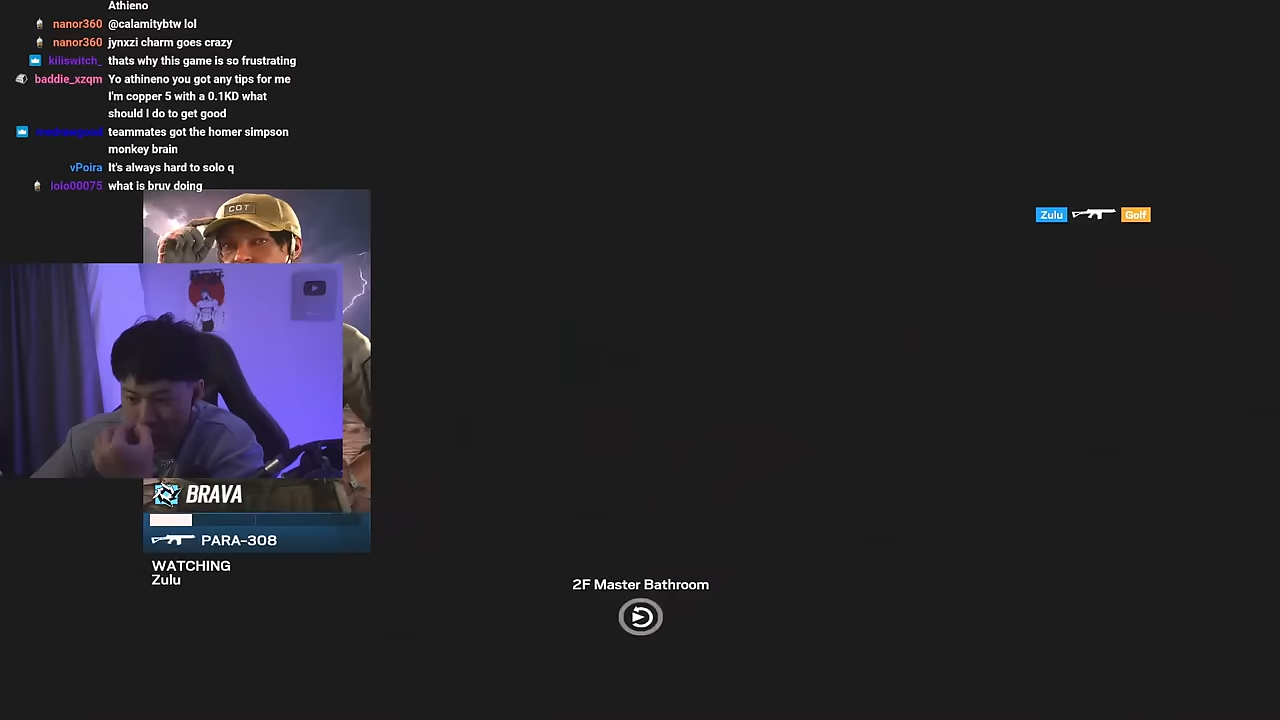 Athieno
nanor360 @calamitybtw lol
nanor360 jynxzi charm goes crazy
kiliswitch_ thats why this game is so frustrating
baddie_xzqm Yo athineno you got any tips for me
I'm copper 5 with a 0.1KD what
should I do to get good
teammates got the homer simpson
monkey brain
vPoira It's always hard to solo q
lolo00075 what is bruv doing
CGT
Zulu Golf
BRAVA
PARA-308
WATCHING
Zulu
2F Master Bathroom